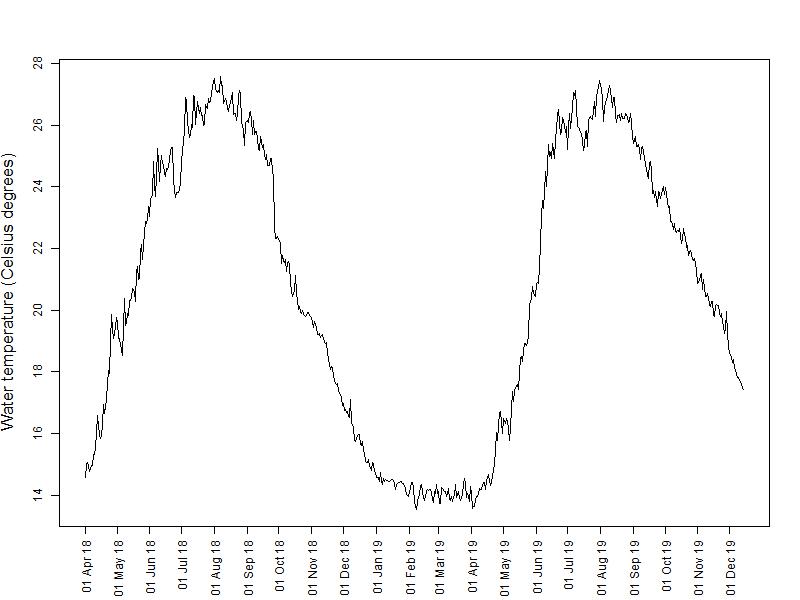 Water temperature (Celsius degrees)
28
26
24
22
20
18
16
14
01 Apr 18
01 May 18
01 Jun 18
01 Jul 18
01 Aug 18
01 Sep 18
01 Oct 18
01 Nov 18
01 Dec 18
01 Jan 19
01 Feb 19
01 Mar 19
01 Apr 19
01 May 19
01 Jun 19
01 Jul 19
01 Aug 19
01 Sep 19
01 Oct 19
01 Nov 19
01 Dec 19